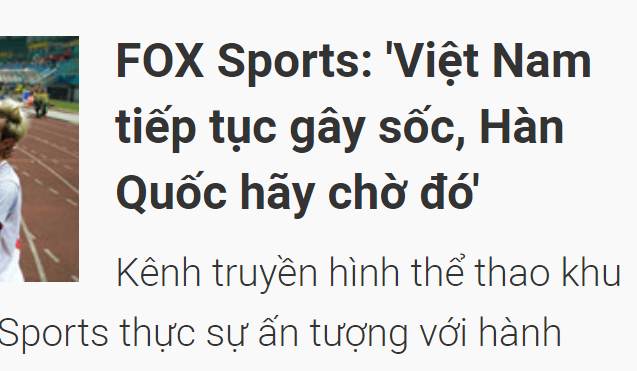 FOX Sports: 'Việt Nam
tiếp tục gây sốc, Hàn
Quốc hãy chờ đó'
Kênh truyền hình thể thao khu
Sports thực sự ấn tượng với hành